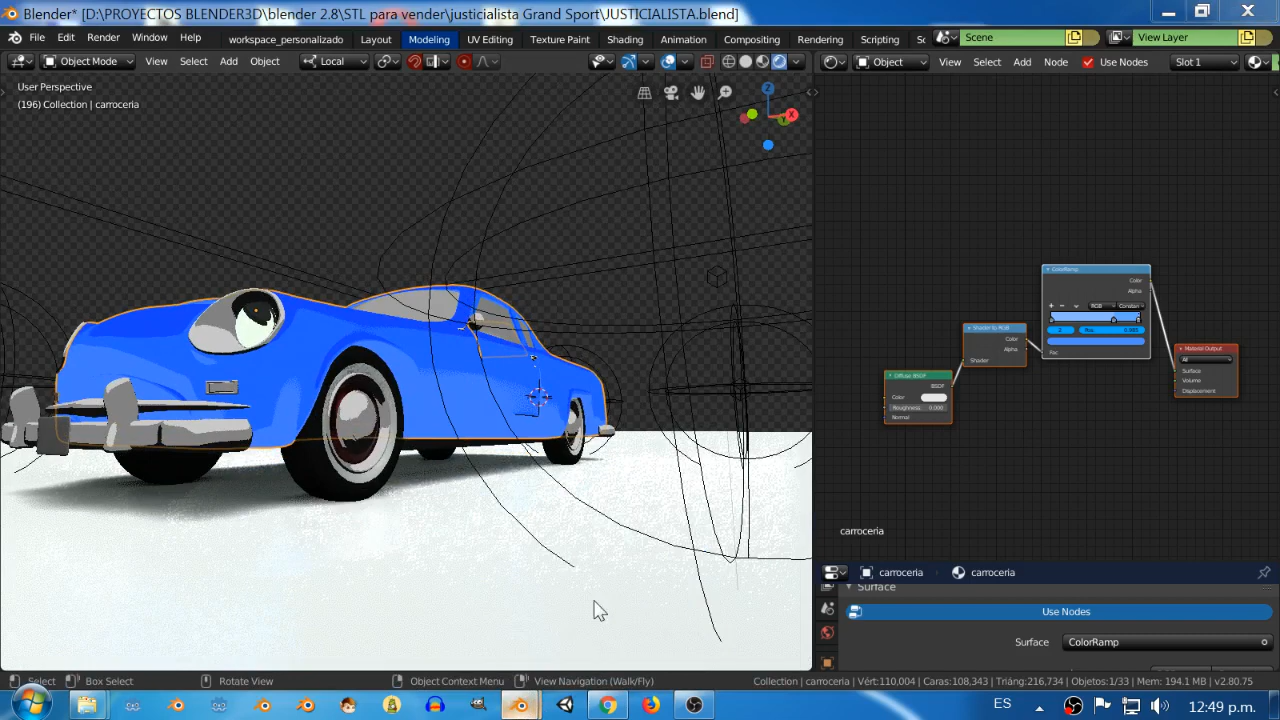 Blender* [D:\PROYECTOS BLENDER3D\blender 2.8\STL para vender\justicialista Grand Sport\JUSTICIALISTA.blend]
File Edit Render Window Help workspace_personalizado Layout Modeling UV Editing Texture Paint Shading Animation Compositing Rendering Scripting Sc Scene View Layer
Object Mode View Select Add Object Local Object View Select Add Node Use Nodes Slot 1
User Perspective
(196) Collection | carroceria
Z
X
Y
ColorRamp
Color
Alpha
RGB Constan
2 Pos 0.885
Fac
Shader to RGB
Color
Alpha
Shader
Diffuse BSDF
BSDF
Color
Roughness 0.000
Normal
Material Output
All
Surface
Volume
Displacement
carroceria
carroceria carroceria
Surface
Use Nodes
Surface ColorRamp
Select Box Select Rotate View Object Context Menu View Navigation (Walk/Fly) Collection | carroceria | Vért:110,004 | Caras:108,343 | Triáng:216,734 | Objetos:1/33 | Mem: 194.1 MB | v2.80.75
ES 12:49 p.m.